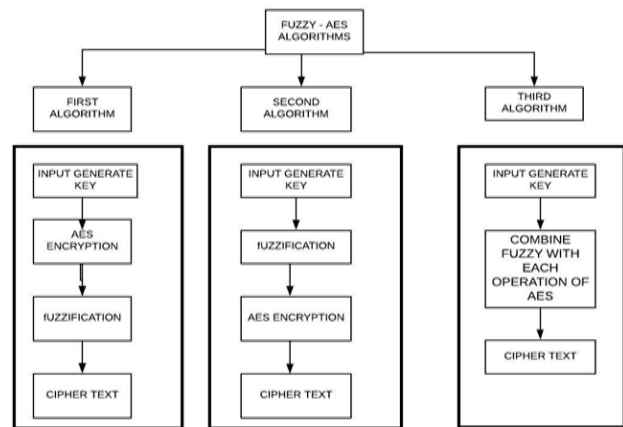 FUZZY - AES
ALGORITHMS
FIRST
ALGORITHM
SECOND
ALGORITHM
THIRD
ALGORITHM
INPUT GENERATE
KEY
AES
ENCRYPTION
fUZZIFICATION
CIPHER TEXT
INPUT GENERATE
KEY
fUZZIFICATION
AES ENCRYPTION
CIPHER TEXT
INPUT GENERATE
KEY
COMBINE
FUZZY WITH
EACH
OPERATION OF
AES
CIPHER TEXT